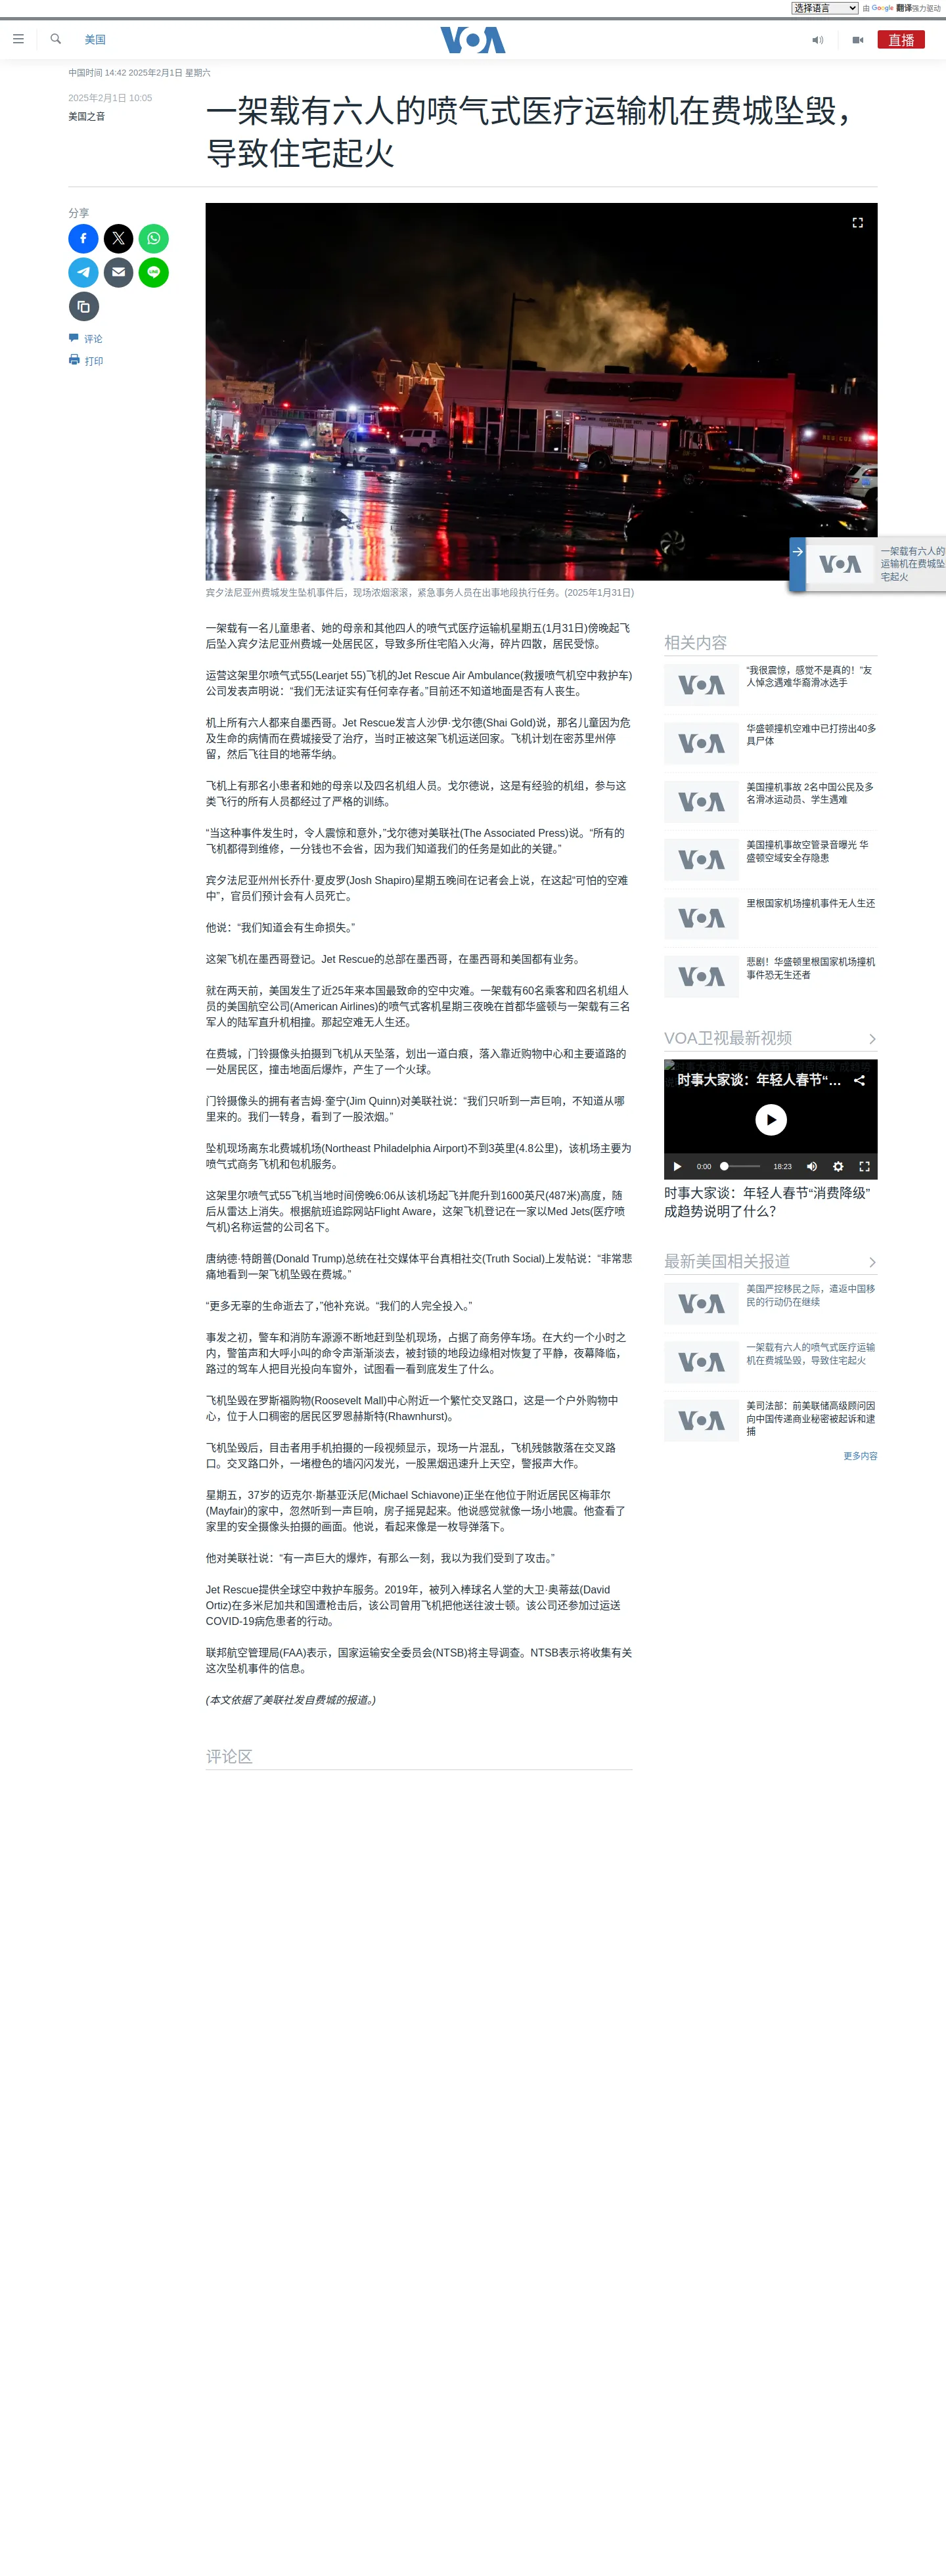 选择语言
由 Google 翻译强力驱动
美国
VOA
直播
中国时间 14:42 2025年2月1日 星期六
2025年2月1日 10:05
美国之音
一架载有六人的喷气式医疗运输机在费城坠毁，
导致住宅起火
分享
评论
打印
宾夕法尼亚州费城发生坠机事件后，现场浓烟滚滚，紧急事务人员在出事地段执行任务。(2025年1月31日)
VOA
一架载有六人的
运输机在费城坠
宅起火
一架载有一名儿童患者、她的母亲和其他四人的喷气式医疗运输机星期五(1月31日)傍晚起飞
后坠入宾夕法尼亚州费城一处居民区，导致多所住宅陷入火海，碎片四散，居民受惊。
运营这架里尔喷气式55(Learjet 55)飞机的Jet Rescue Air Ambulance(救援喷气机空中救护车)
公司发表声明说：“我们无法证实有任何幸存者。”目前还不知道地面是否有人丧生。
机上所有六人都来自墨西哥。Jet Rescue发言人沙伊·戈尔德(Shai Gold)说，那名儿童因为危
及生命的病情而在费城接受了治疗，当时正被这架飞机运送回家。飞机计划在密苏里州停
留，然后飞往目的地蒂华纳。
飞机上有那名小患者和她的母亲以及四名机组人员。戈尔德说，这是有经验的机组，参与这
类飞行的所有人员都经过了严格的训练。
“当这种事件发生时，令人震惊和意外，”戈尔德对美联社(The Associated Press)说。“所有的
飞机都得到维修，一分钱也不会省，因为我们知道我们的任务是如此的关键。”
宾夕法尼亚州州长乔什·夏皮罗(Josh Shapiro)星期五晚间在记者会上说，在这起“可怕的空难
中”，官员们预计会有人员死亡。
他说：“我们知道会有生命损失。”
这架飞机在墨西哥登记。Jet Rescue的总部在墨西哥，在墨西哥和美国都有业务。
就在两天前，美国发生了近25年来本国最致命的空中灾难。一架载有60名乘客和四名机组人
员的美国航空公司(American Airlines)的喷气式客机星期三夜晚在首都华盛顿与一架载有三名
军人的陆军直升机相撞。那起空难无人生还。
在费城，门铃摄像头拍摄到飞机从天坠落，划出一道白痕，落入靠近购物中心和主要道路的
一处居民区，撞击地面后爆炸，产生了一个火球。
门铃摄像头的拥有者吉姆·奎宁(Jim Quinn)对美联社说：“我们只听到一声巨响，不知道从哪
里来的。我们一转身，看到了一股浓烟。”
坠机现场离东北费城机场(Northeast Philadelphia Airport)不到3英里(4.8公里)，该机场主要为
喷气式商务飞机和包机服务。
这架里尔喷气式55飞机当地时间傍晚6:06从该机场起飞并爬升到1600英尺(487米)高度，随
后从雷达上消失。根据航班追踪网站Flight Aware，这架飞机登记在一家以Med Jets(医疗喷
气机)名称运营的公司名下。
唐纳德·特朗普(Donald Trump)总统在社交媒体平台真相社交(Truth Social)上发帖说：“非常悲
痛地看到一架飞机坠毁在费城。”
“更多无辜的生命逝去了，”他补充说。“我们的人完全投入。”
事发之初，警车和消防车源源不断地赶到坠机现场，占据了商务停车场。在大约一个小时之
内，警笛声和大呼小叫的命令声渐渐淡去，被封锁的地段边缘相对恢复了平静，夜幕降临，
路过的驾车人把目光投向车窗外，试图看一看到底发生了什么。
飞机坠毁在罗斯福购物(Roosevelt Mall)中心附近一个繁忙交叉路口，这是一个户外购物中
心，位于人口稠密的居民区罗恩赫斯特(Rhawnhurst)。
飞机坠毁后，目击者用手机拍摄的一段视频显示，现场一片混乱，飞机残骸散落在交叉路
口。交叉路口外，一堵橙色的墙闪闪发光，一股黑烟迅速升上天空，警报声大作。
星期五，37岁的迈克尔·斯基亚沃尼(Michael Schiavone)正坐在他位于附近居民区梅菲尔
(Mayfair)的家中，忽然听到一声巨响，房子摇晃起来。他说感觉就像一场小地震。他查看了
家里的安全摄像头拍摄的画面。他说，看起来像是一枚导弹落下。
他对美联社说：“有一声巨大的爆炸，有那么一刻，我以为我们受到了攻击。”
Jet Rescue提供全球空中救护车服务。2019年，被列入棒球名人堂的大卫·奥蒂兹(David
Ortiz)在多米尼加共和国遭枪击后，该公司曾用飞机把他送往波士顿。该公司还参加过运送
COVID-19病危患者的行动。
联邦航空管理局(FAA)表示，国家运输安全委员会(NTSB)将主导调查。NTSB表示将收集有关
这次坠机事件的信息。
(本文依据了美联社发自费城的报道。)
评论区
相关内容
VOA
“我很震惊，感觉不是真的！”友
人悼念遇难华裔滑冰选手
VOA
华盛顿撞机空难中已打捞出40多
具尸体
VOA
美国撞机事故 2名中国公民及多
名滑冰运动员、学生遇难
VOA
美国撞机事故空管录音曝光 华
盛顿空域安全存隐患
VOA
里根国家机场撞机事件无人生还
VOA
悲剧！华盛顿里根国家机场撞机
事件恐无生还者
VOA卫视最新视频
时事大家谈：年轻人春节“...
0:00
18:23
时事大家谈：年轻人春节“消费降级”
成趋势说明了什么？
最新美国相关报道
VOA
美国严控移民之际，遣返中国移
民的行动仍在继续
VOA
一架载有六人的喷气式医疗运输
机在费城坠毁，导致住宅起火
VOA
美司法部：前美联储高级顾问因
向中国传递商业秘密被起诉和逮
捕
更多内容